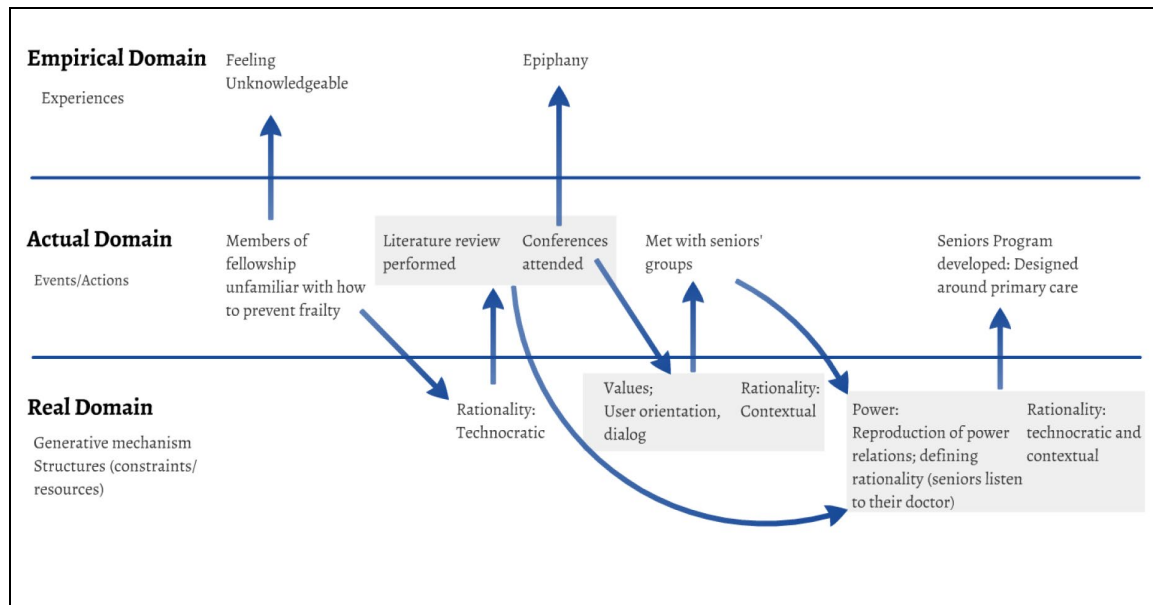 Empirical Domain
Experiences
Feeling
Unknowledgeable
Epiphany
Actual Domain
Events/Actions
Members of
fellowship
unfamiliar with how
to prevent frailty
Literature review
performed
Conferences
attended
Met with seniors'
groups
Seniors Program
developed: Designed
around primary care
Real Domain
Generative mechanism
Structures (constraints/
resources)
Rationality:
Technocratic
Values;
User orientation,
dialog
Rationality:
Contextual
Power:
Reproduction of power
relations; defining
rationality (seniors listen
to their doctor)
Rationality:
technocratic and
contextual